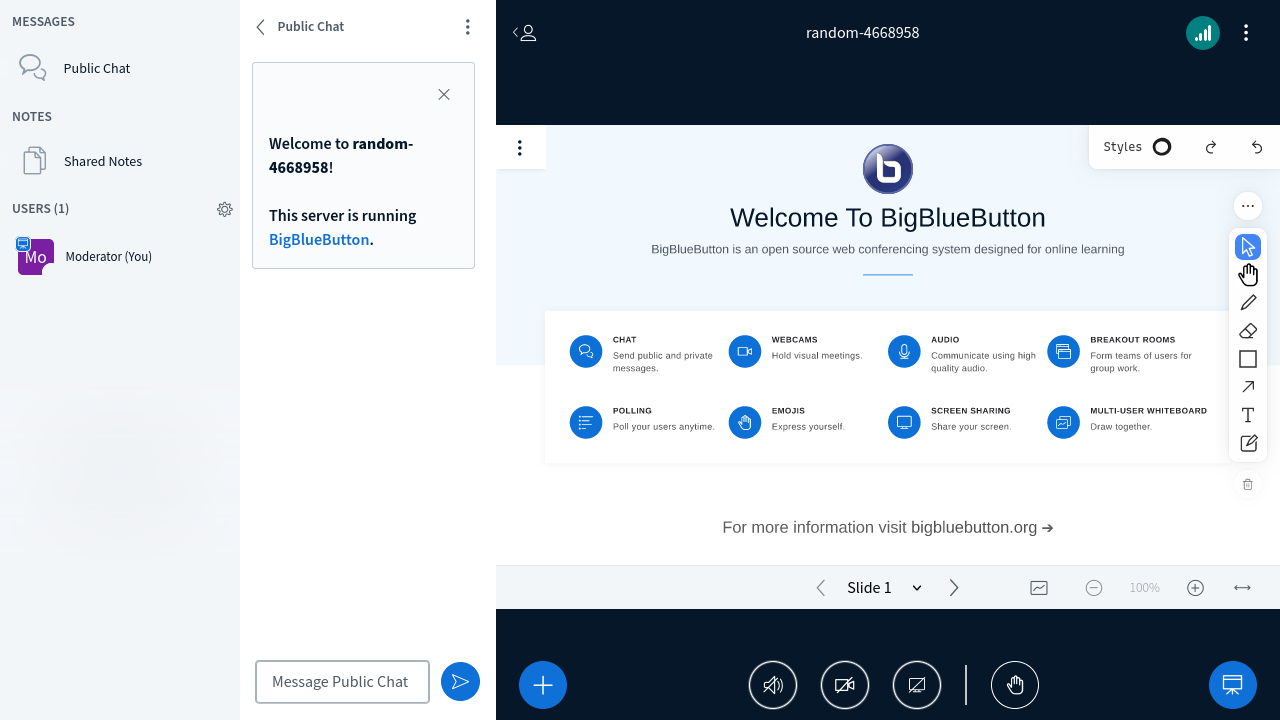 MESSAGES
Public Chat
NOTES
Shared Notes
USERS (1)
Mo
Moderator (You)
Public Chat
Welcome to random-
4668958!
This server is running
BigBlueButton.
Message Public Chat
random-4668958
Styles
Welcome To BigBlueButton
BigBlueButton is an open source web conferencing system designed for online learning
CHAT
Send public and private
messages.
WEBCAMS
Hold visual meetings.
AUDIO
Communicate using high
quality audio.
BREAKOUT ROOMS
Form teams of users for
group work.
POLLING
Poll your users anytime.
EMOJIS
Express yourself.
SCREEN SHARING
Share your screen.
MULTI-USER WHITEBOARD
Draw together.
For more information visit bigbluebutton.org ➔
Slide 1
100%